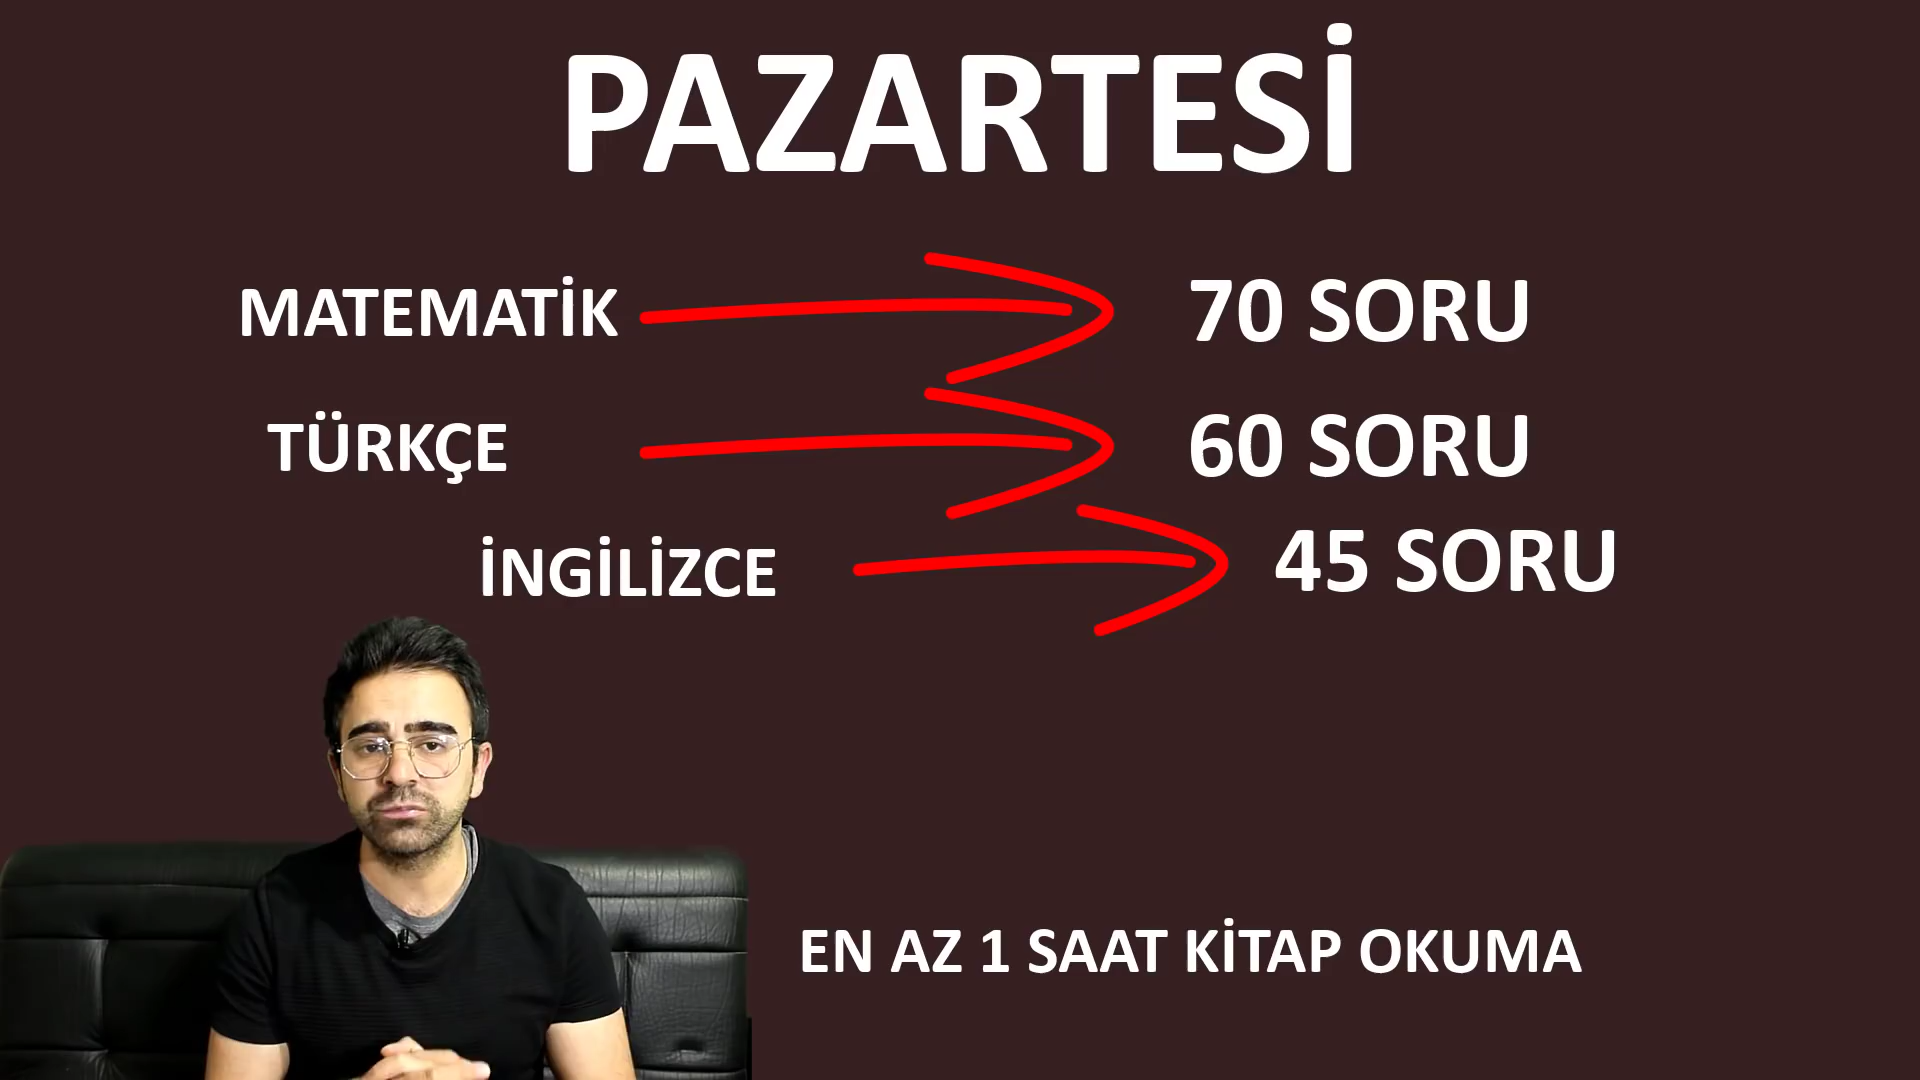 PAZARTESİ
MATEMATİK 70 SORU
TÜRKÇE 60 SORU
İNGİLİZCE 45 SORU
EN AZ 1 SAAT KİTAP OKUMA